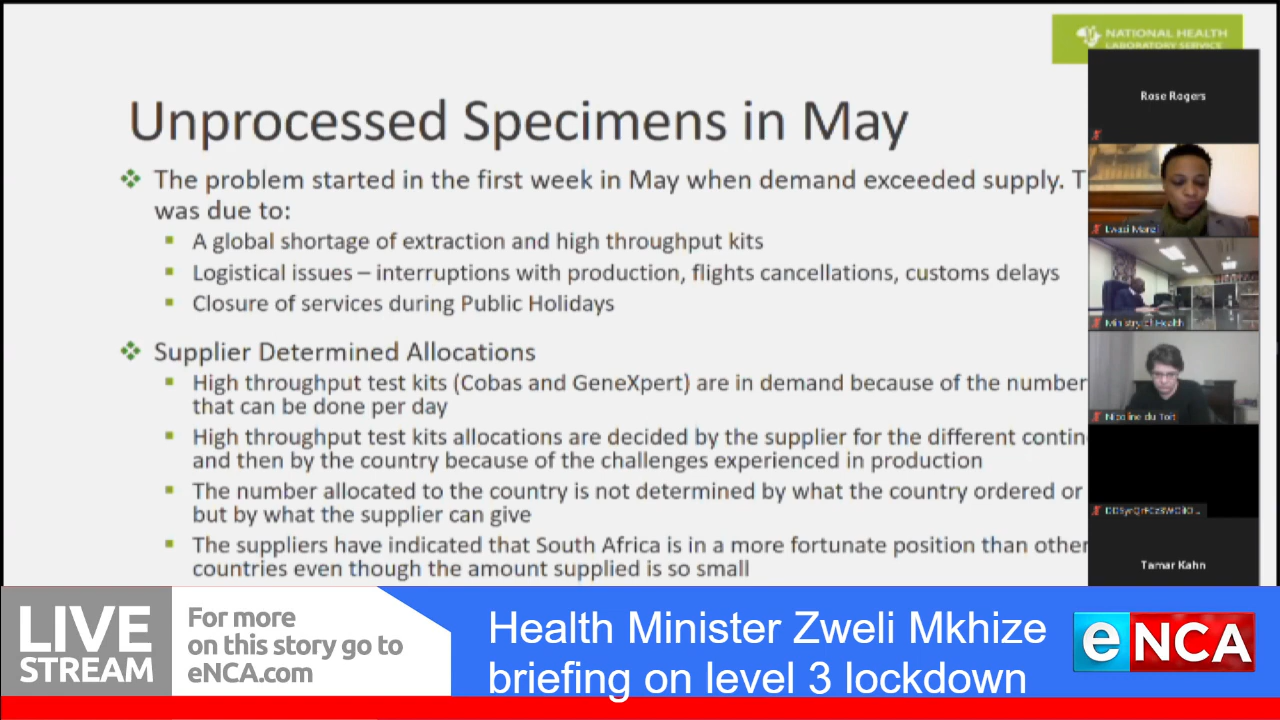 NATIONAL HEALTH
LABORATORY SERVICE
Rose Rogers
Unprocessed Specimens in May
The problem started in the first week in May when demand exceeded supply. T
was due to:
A global shortage of extraction and high throughput kits
Logistical issues – interruptions with production, flights cancellations, customs delays
Closure of services during Public Holidays
Supplier Determined Allocations
High throughput test kits (Cobas and GeneXpert) are in demand because of the number
that can be done per day
High throughput test kits allocations are decided by the supplier for the different contin
and then by the country because of the challenges experienced in production
The number allocated to the country is not determined by what the country ordered or
but by what the supplier can give
The suppliers have indicated that South Africa is in a more fortunate position than other
countries even though the amount supplied is so small
Ministry of Health
Nicoline du Toit
Tamar Kahn
LIVE
STREAM
For more
on this story go to
eNCA.com
Health Minister Zweli Mkhize
briefing on level 3 lockdown
eNCA